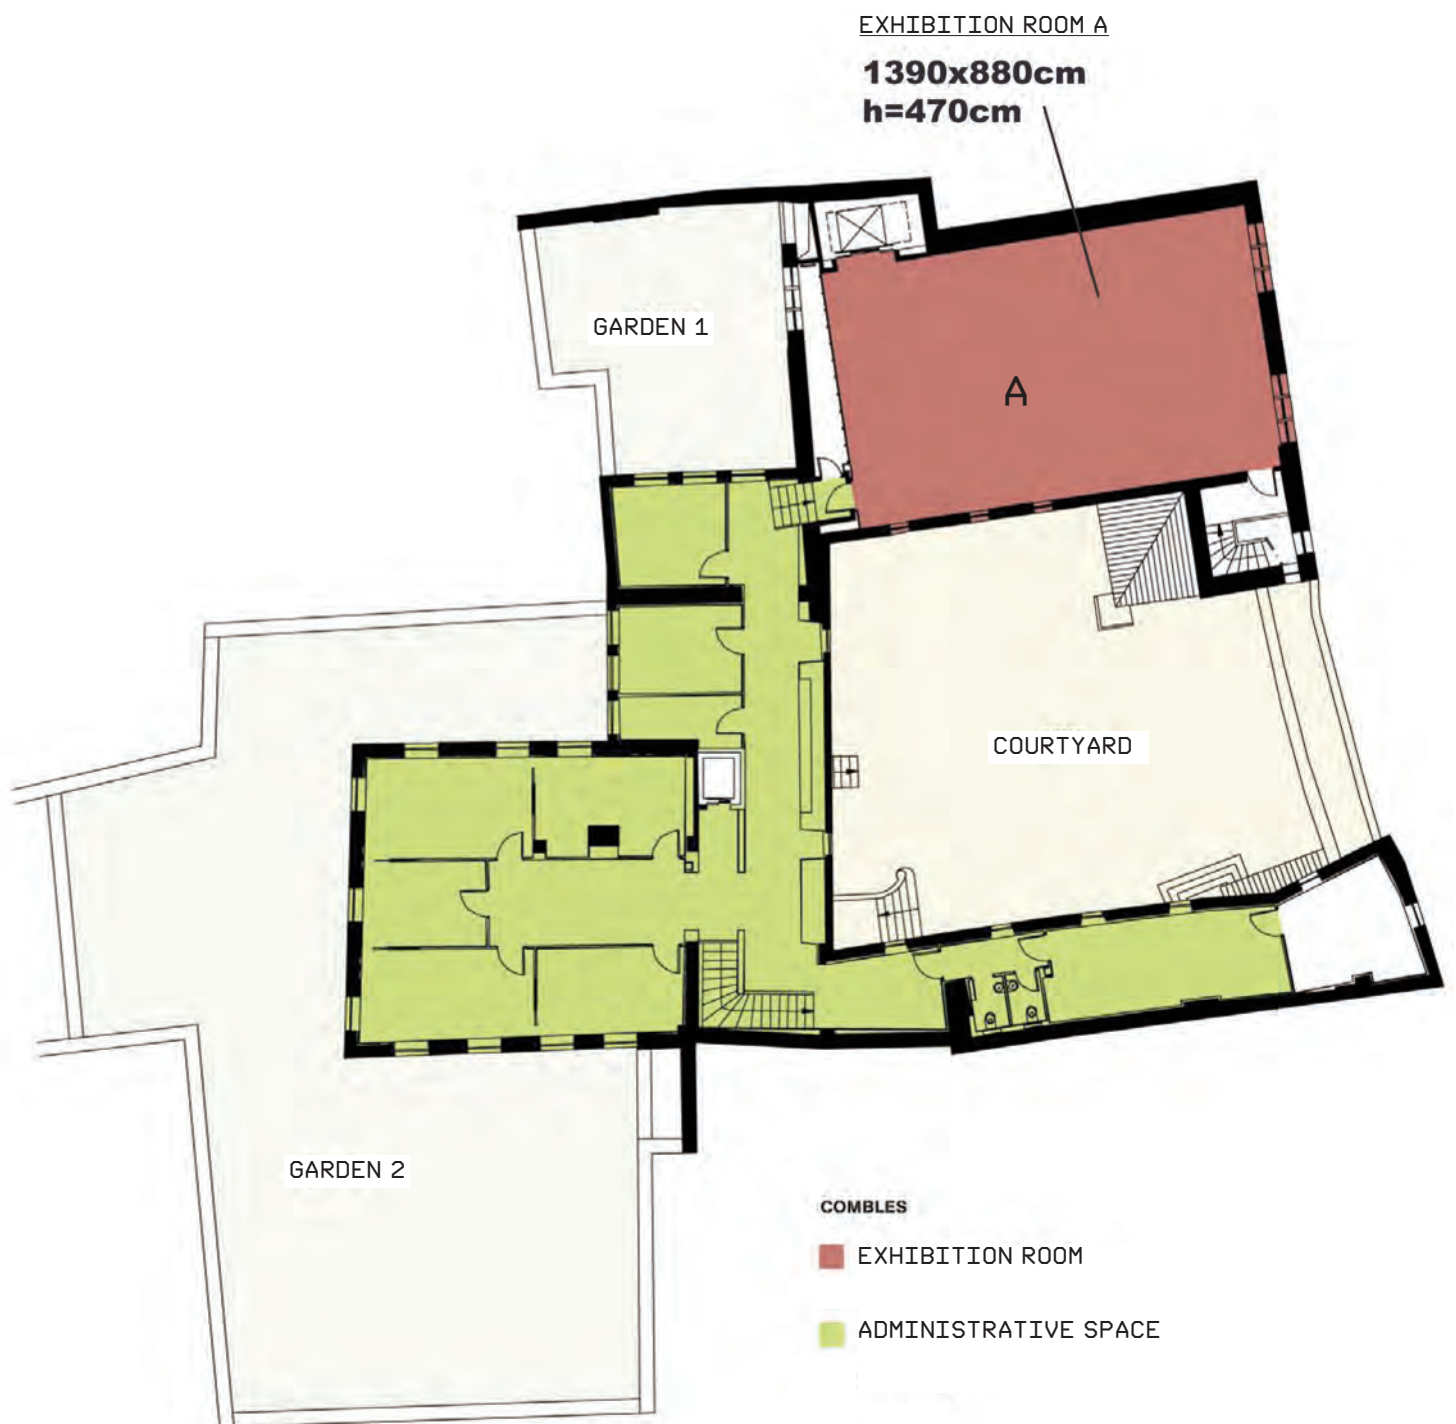 EXHIBITION ROOM A
1390x880cm
h=470cm
GARDEN 1
A
COURTYARD
GARDEN 2
COMBLES
EXHIBITION ROOM
ADMINISTRATIVE SPACE